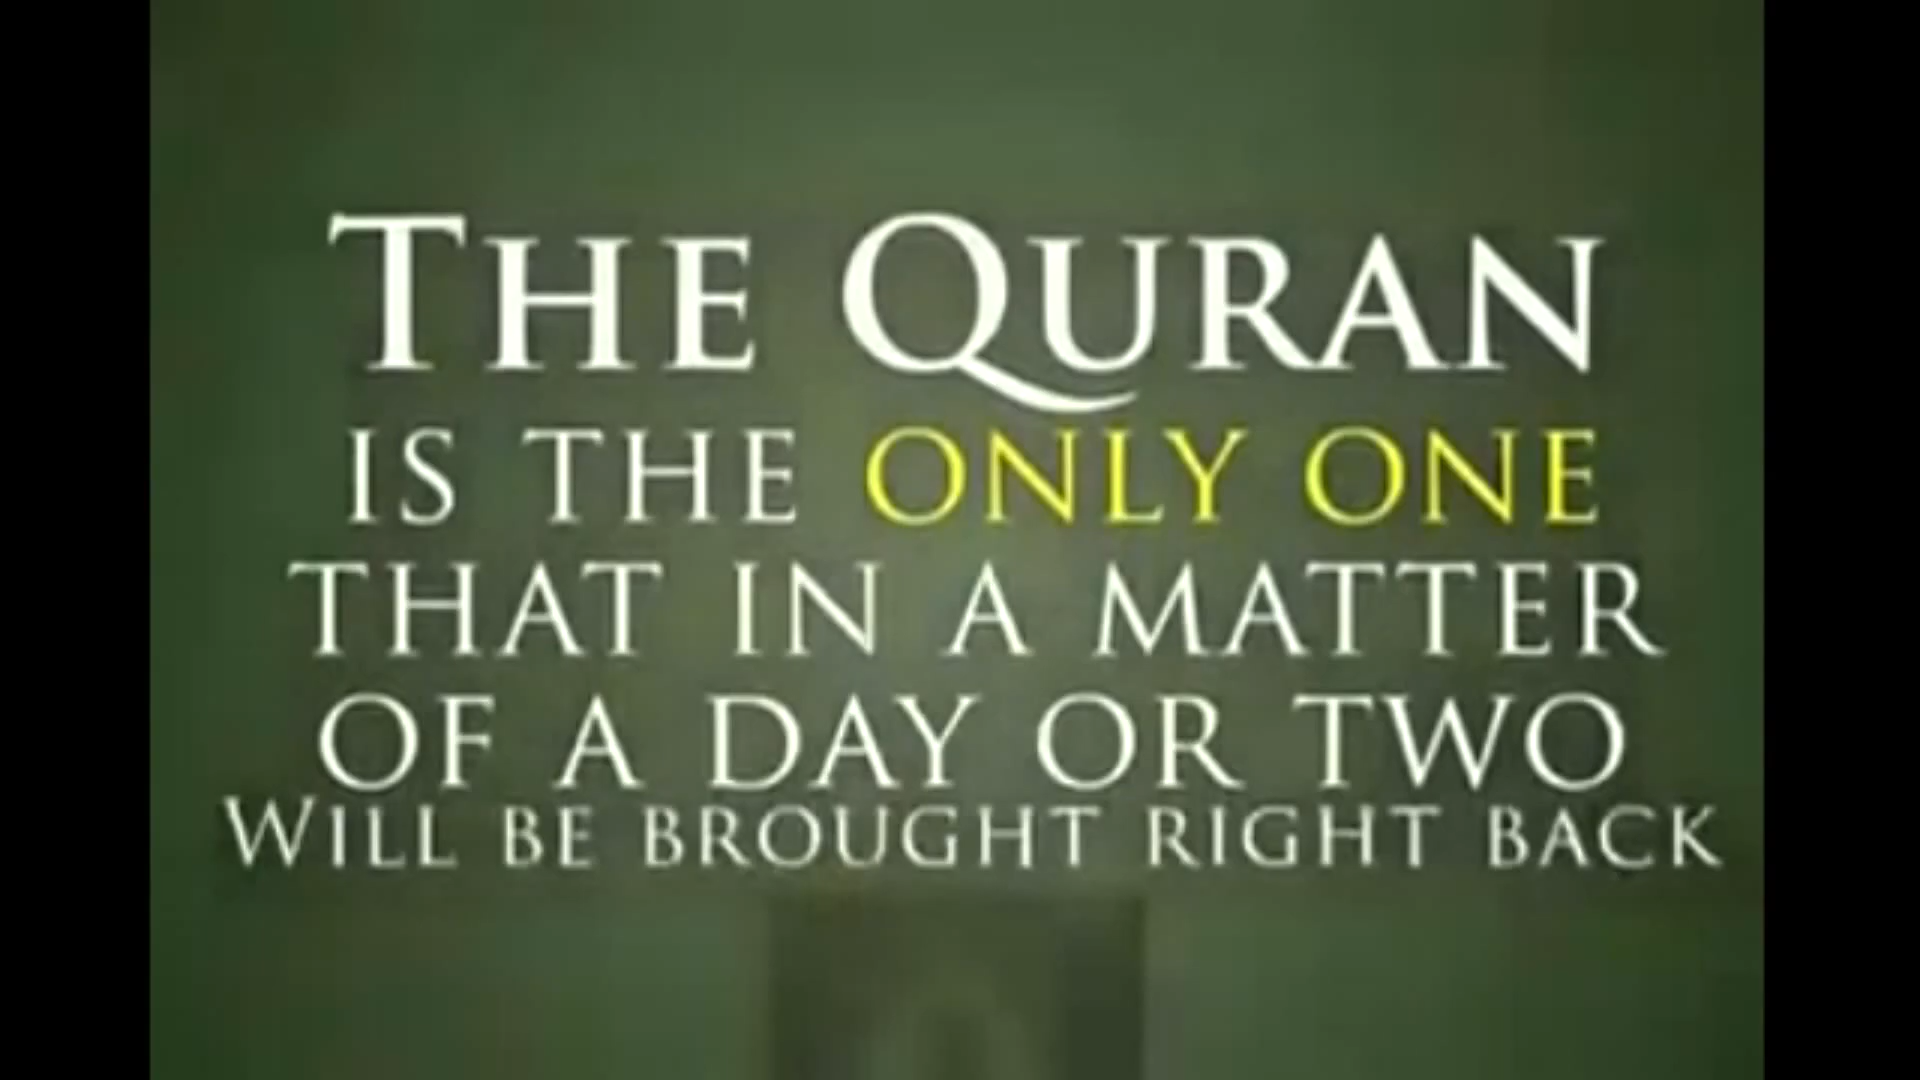 THE QURAN
IS THE ONLY ONE
THAT IN A MATTER
OF A DAY OR TWO
WILL BE BROUGHT RIGHT BACK